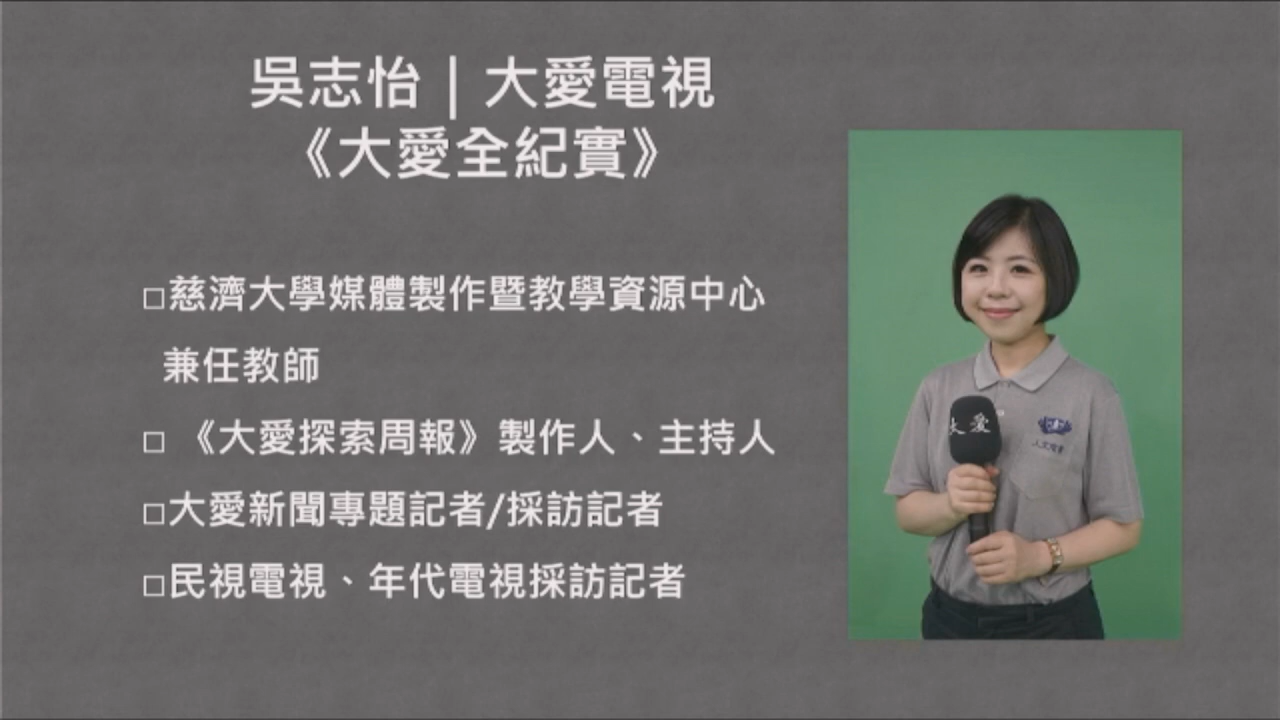 吳志怡｜大愛電視
《大愛全紀實》
□慈濟大學媒體製作暨教學資源中心
兼任教師
□ 《大愛探索周報》製作人、主持人
□大愛新聞專題記者/採訪記者
□民視電視、年代電視採訪記者
大愛